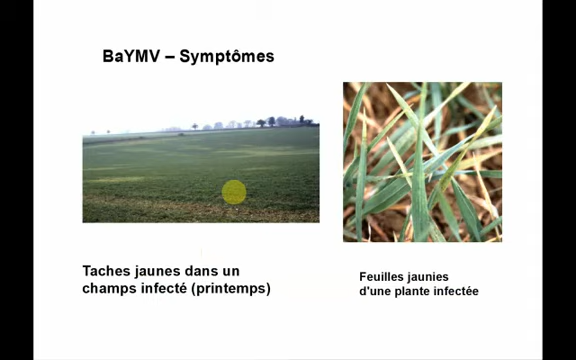 BaYMV – Symptômes
Taches jaunes dans un
champs infecté (printemps)
Feuilles jaunies
d'une plante infectée